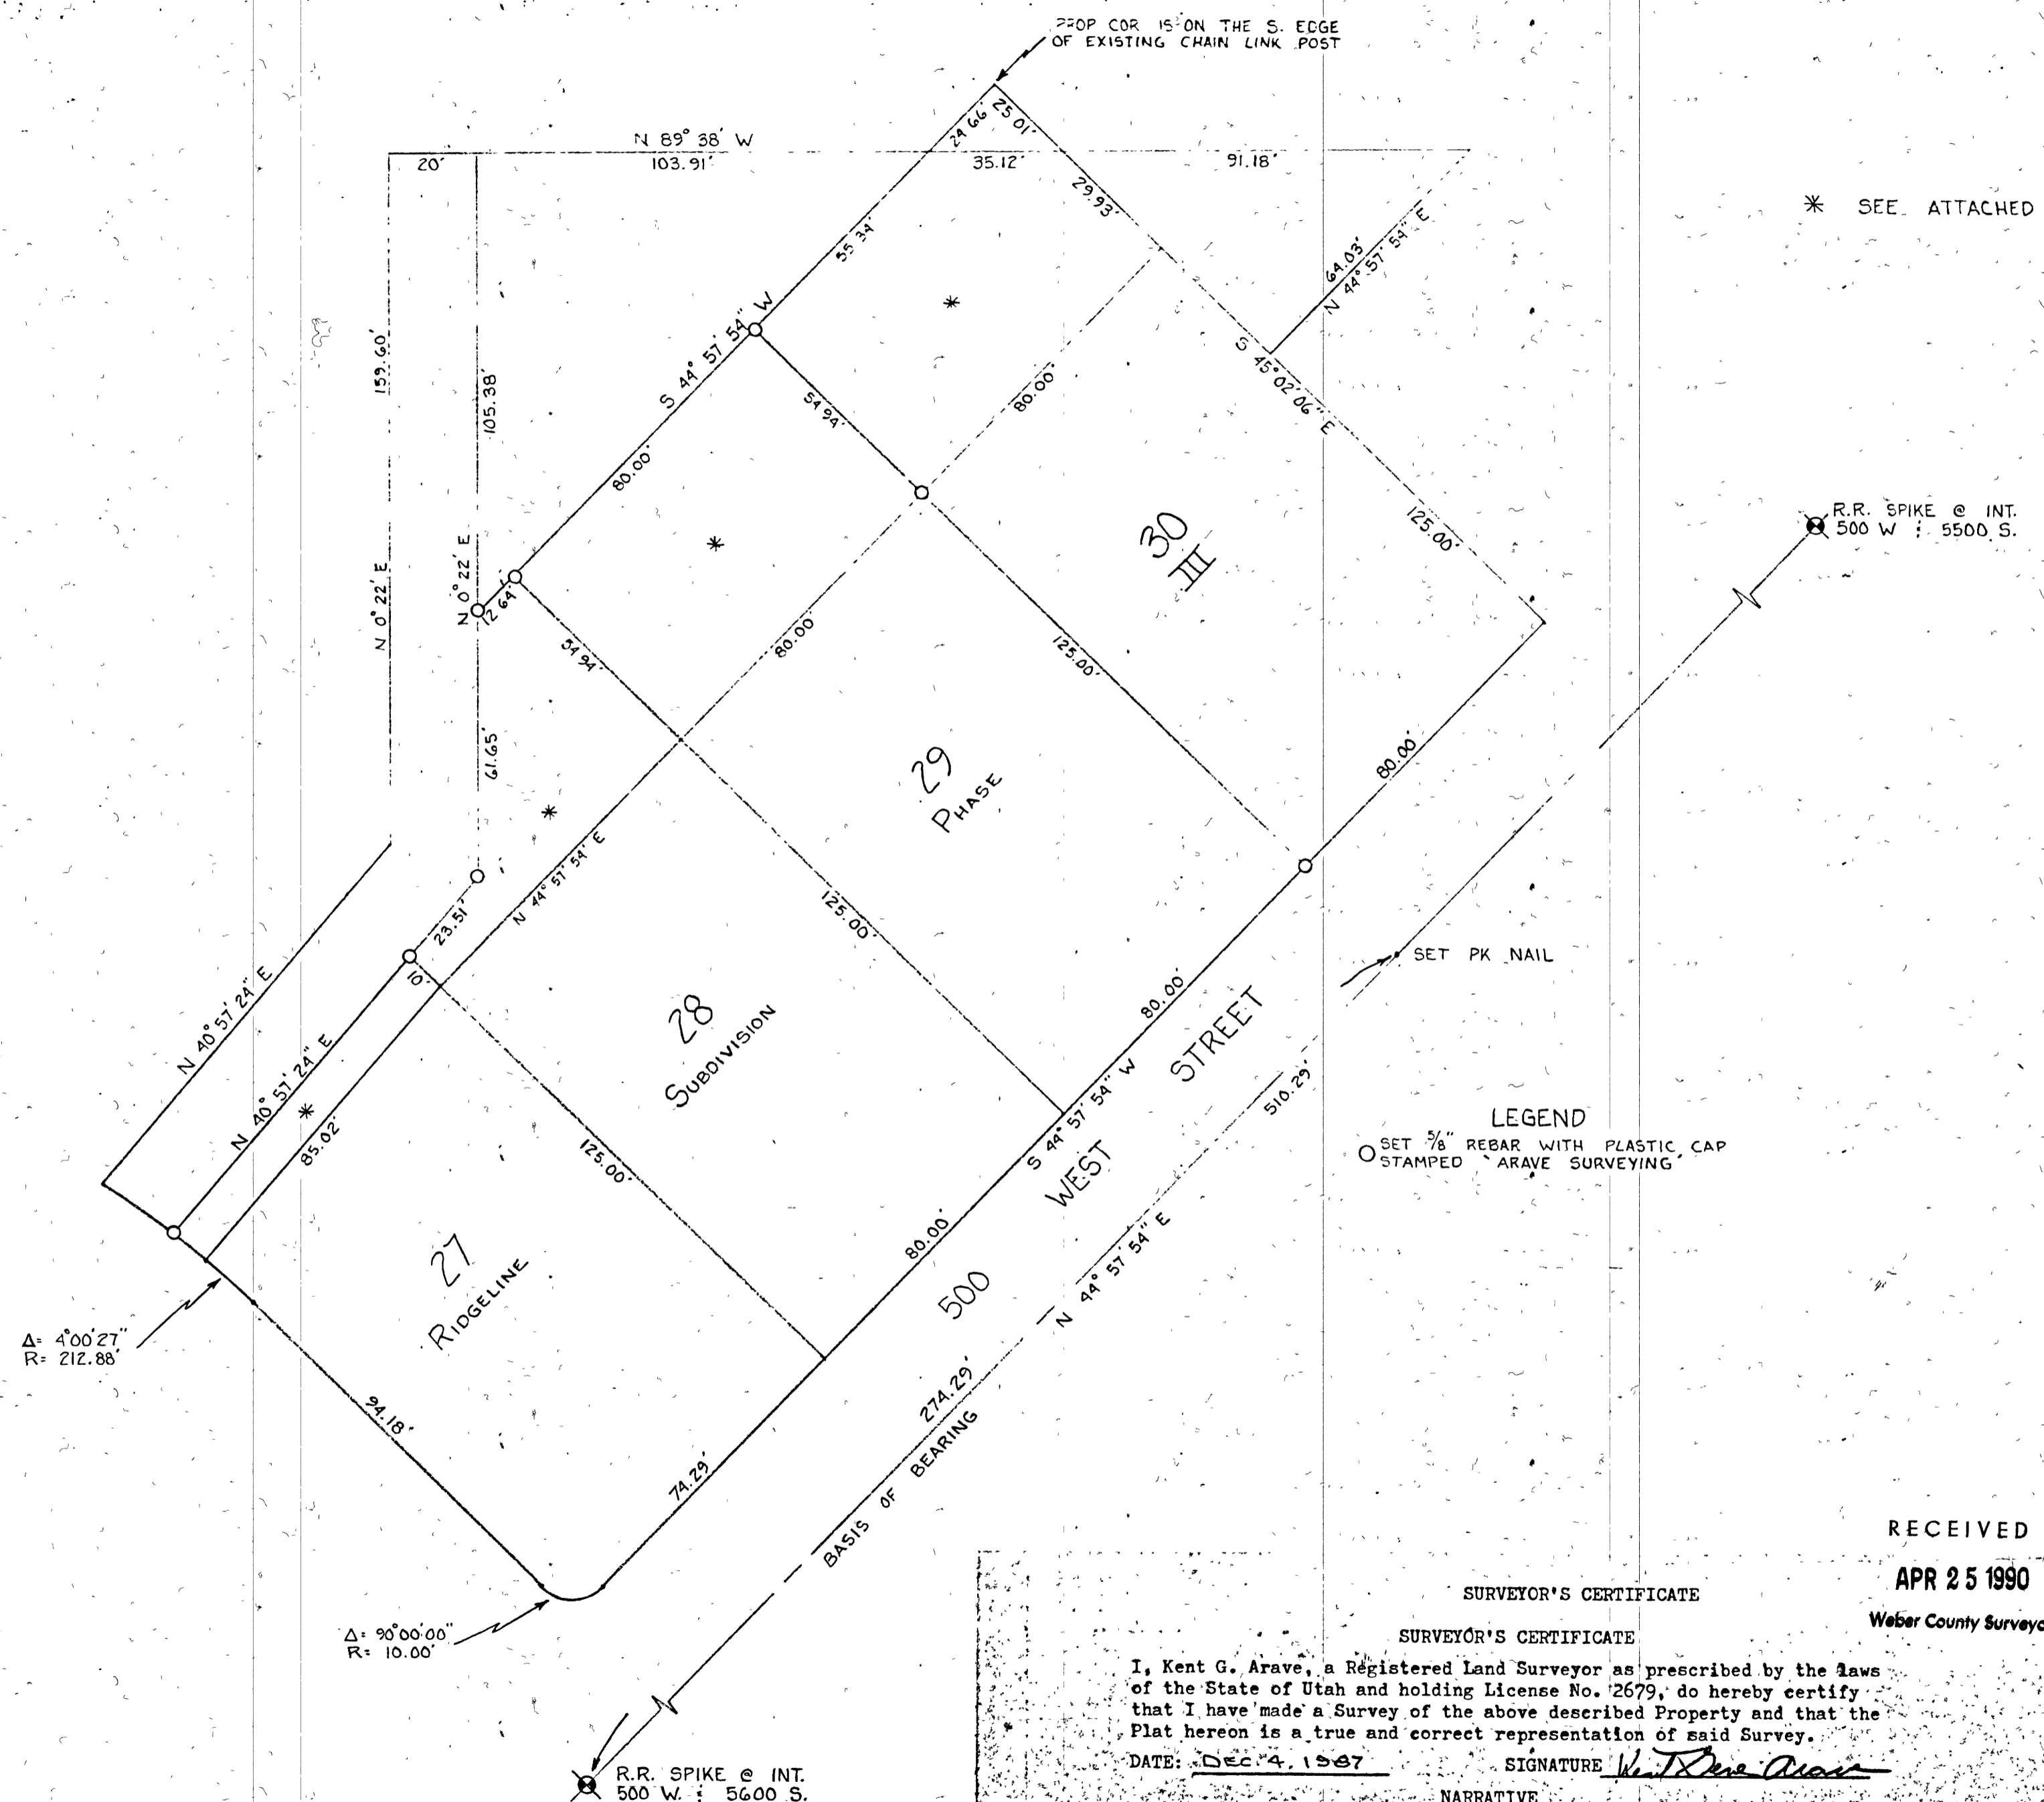 PROP COR IS ON THE S. EDGE
OF EXISTING CHAIN LINK POST
24.66'
25.01'
N 89° 38' W
20'
103.91'
35.12'
91.18'
29.93'
* SEE ATTACHED
55.34'
64.03'
N 44° 57' 54" E
159.60'
S 44° 57' 54" W
*
105.38'
54.94'
80.00'
S 45° 02' 06" E
80.00'
30
III
125.00'
R.R. SPIKE @ INT.
500 W : 5500 S.
N 0° 22' E
N 0° 22' E
12.64'
*
54.94'
80.00'
125.00'
61.65'
29
PHASE
80.00'
*
N 44° 57' 54" E
23.51'
10'
125.00'
SET PK NAIL
N 40° 57' 24" E
N 40° 57' 24" E
*
85.02'
28
SUBDIVISION
80.00'
STREET
S 44° 57' 54" W
WEST
510.29'
LEGEND
SET 5/8" REBAR WITH PLASTIC CAP
STAMPED ' ARAVE SURVEYING '
125.00'
27
RIDGELINE
80.00'
500
N 44° 57' 54" E
Δ= 4°00'27"
R= 212.88'
94.18'
74.29'
274.29'
BASIS OF BEARING
Δ= 90°00'00"
R= 10.00'
R.R. SPIKE @ INT.
500 W. : 5600 S.
RECEIVED
APR 25 1990
Weber County Surveyo
SURVEYOR'S CERTIFICATE
SURVEYOR'S CERTIFICATE
I, Kent G. Arave, a Registered Land Surveyor as prescribed by the laws
of the State of Utah and holding License No. 2679, do hereby certify
that I have made a Survey of the above described Property and that the
Plat hereon is a true and correct representation of said Survey.
DATE: DEC. 4, 1987 SIGNATURE Kent Gene Arave
NARRATIVE